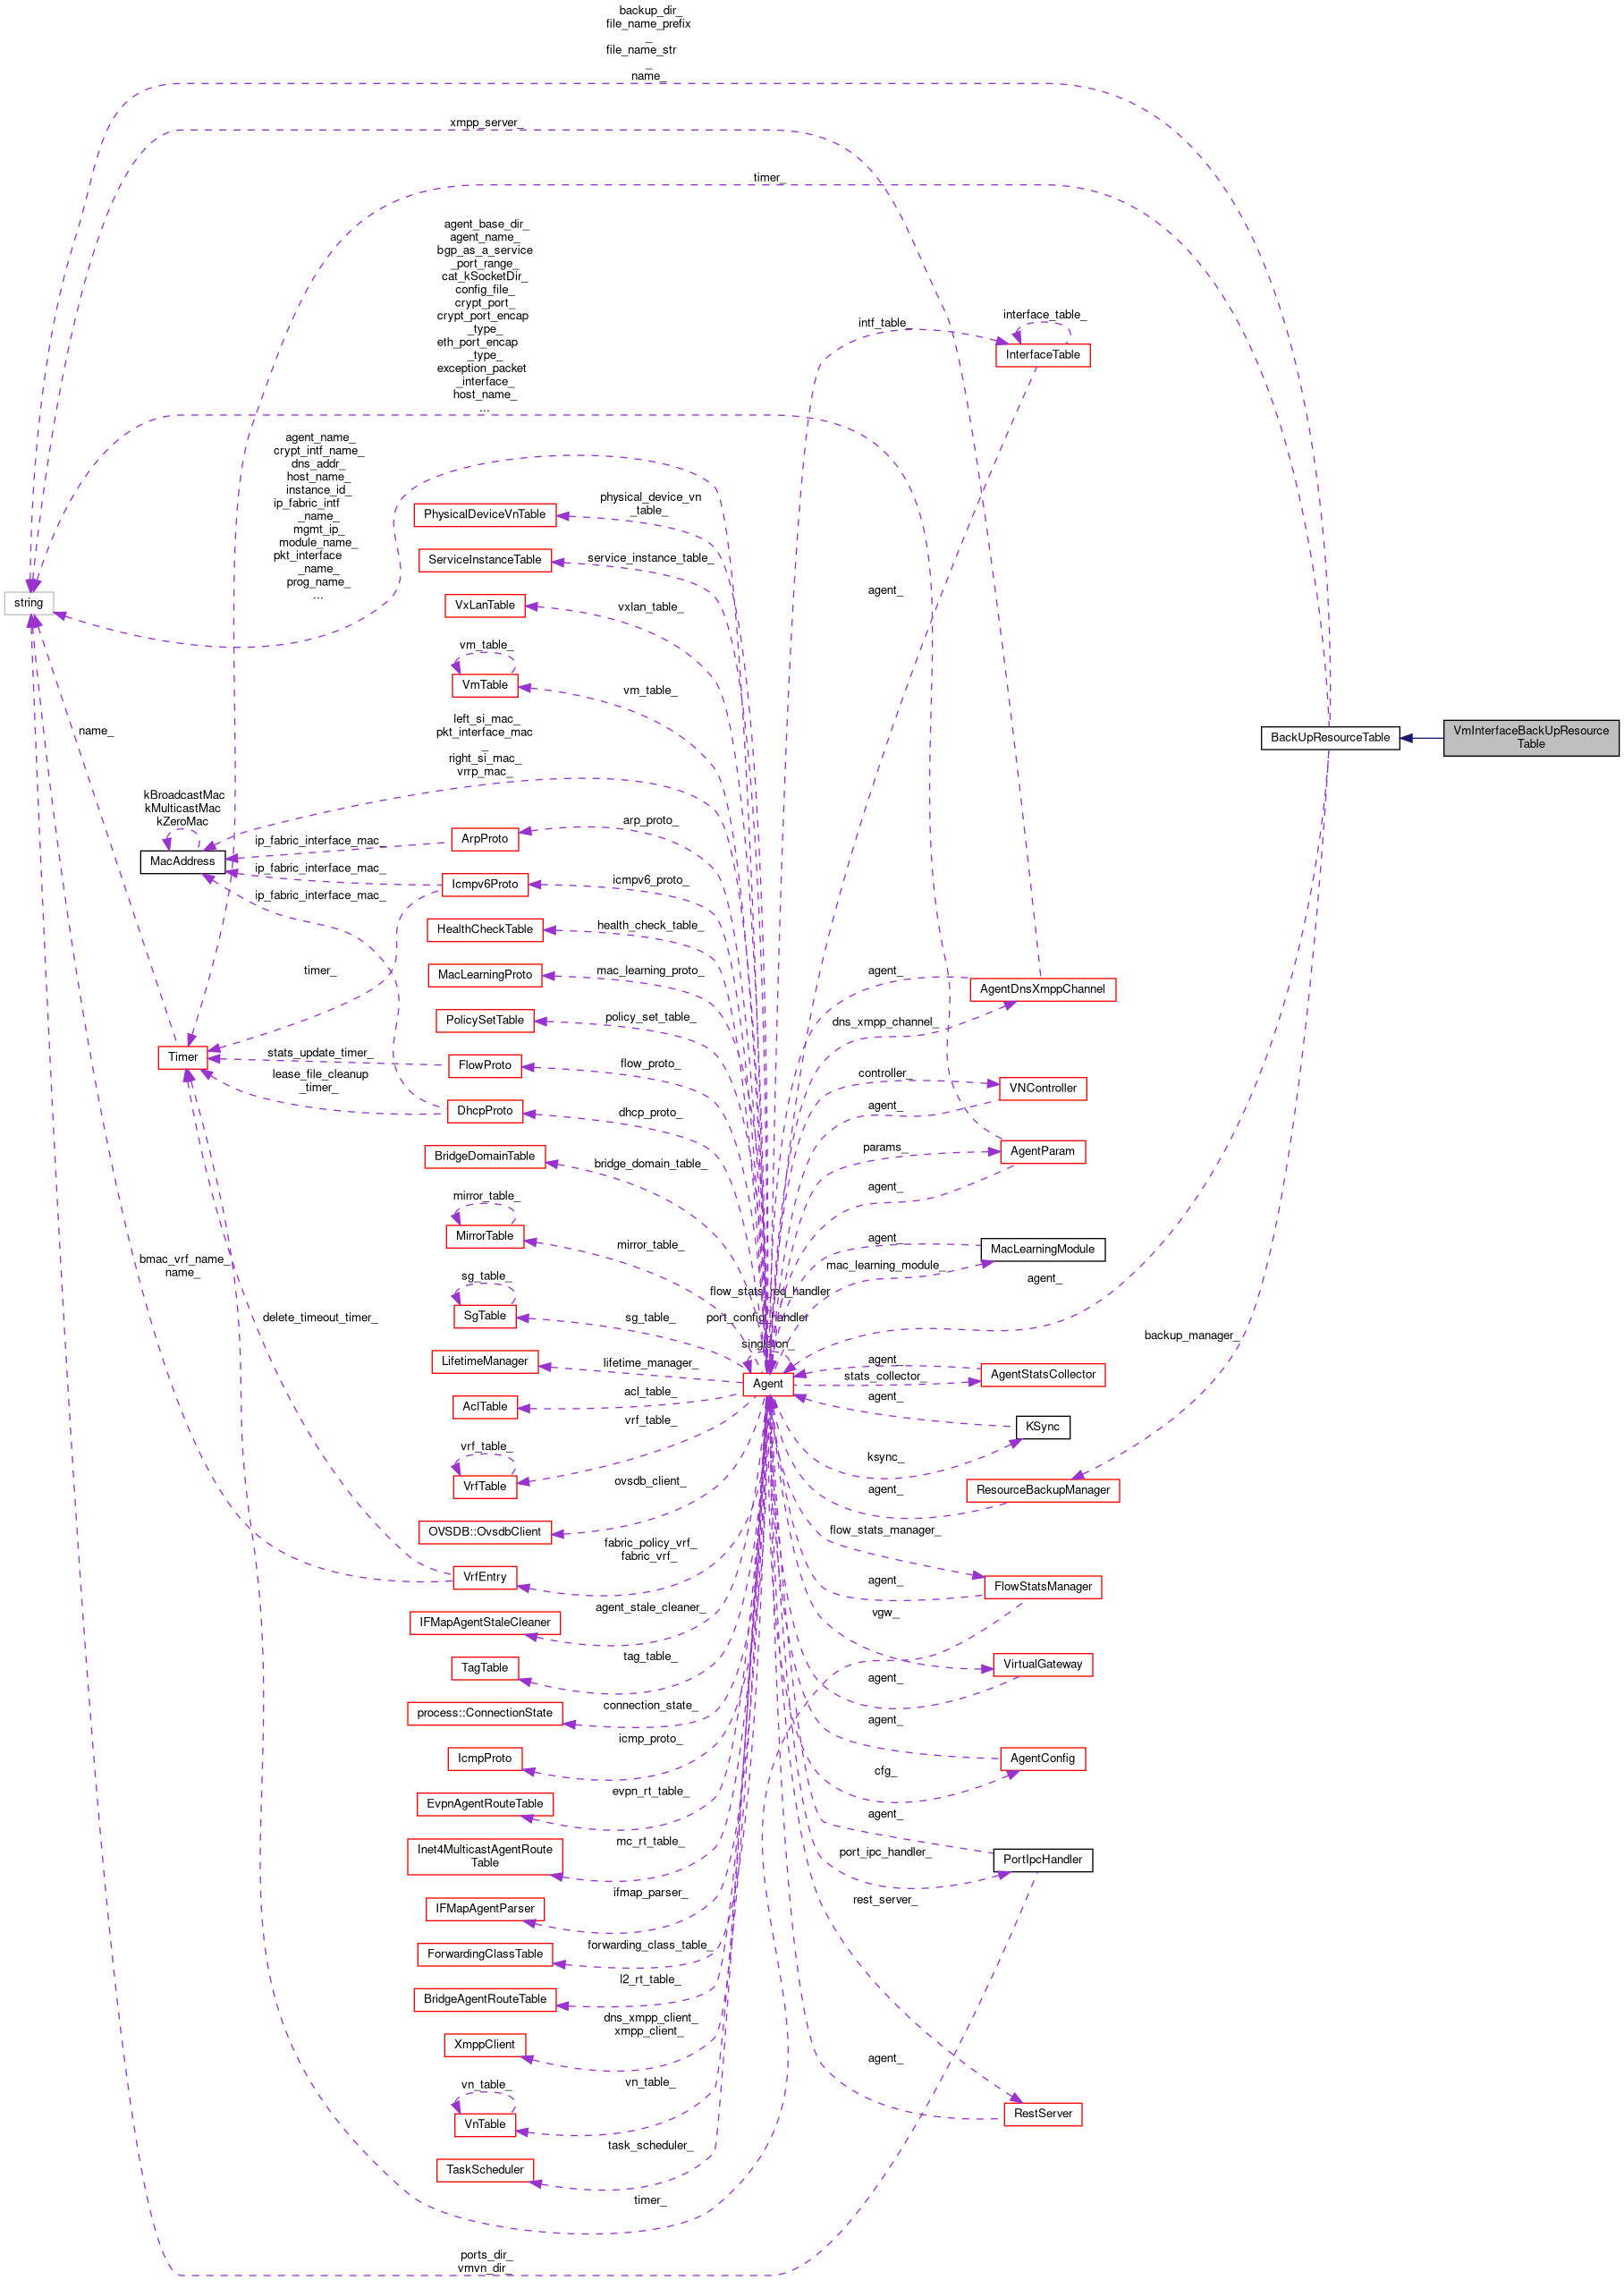 backup_dir_
file_name_prefix
_
file_name_str
_
name_
xmpp_server_
timer_
agent_base_dir_
agent_name_
bgp_as_a_service
_port_range_
cat_kSocketDir_
config_file_
crypt_port_
crypt_port_encap
_type_
eth_port_encap
_type_
exception_packet
_interface_
host_name_
...
intf_table_
interface_table_
InterfaceTable
agent_name_
crypt_intf_name_
dns_addr_
host_name_
instance_id_
ip_fabric_intf
_name_
mgmt_ip_
module_name_
pkt_interface
_name_
prog_name_
...
PhysicalDeviceVnTable
physical_device_vn
_table_
ServiceInstanceTable
service_instance_table_
agent_
string
VxLanTable
vxlan_table_
vm_table_
VmTable
vm_table_
name_
left_si_mac_
pkt_interface_mac
_
right_si_mac_
vrrp_mac_
BackUpResourceTable
VmInterfaceBackUpResource
Table
kBroadcastMac
kMulticastMac
kZeroMac
MacAddress
ip_fabric_interface_mac_
ArpProto
arp_proto_
ip_fabric_interface_mac_
Icmpv6Proto
icmpv6_proto_
ip_fabric_interface_mac_
HealthCheckTable
health_check_table_
timer_
MacLearningProto
mac_learning_proto_
agent_
AgentDnsXmppChannel
PolicySetTable
policy_set_table_
dns_xmpp_channel_
Timer
stats_update_timer_
FlowProto
flow_proto_
controller_
VNController
lease_file_cleanup
_timer_
DhcpProto
dhcp_proto_
agent_
BridgeDomainTable
bridge_domain_table_
params_
AgentParam
agent_
mirror_table_
MirrorTable
mirror_table_
agent_
MacLearningModule
mac_learning_module_
bmac_vrf_name_
name_
agent_
sg_table_
SgTable
sg_table_
flow_stats_req_handler
port_config_handler
singleton_
delete_timeout_timer_
backup_manager_
LifetimeManager
lifetime_manager_
Agent
agent_
stats_collector_
AgentStatsCollector
AclTable
acl_table_
agent_
KSync
vrf_table_
vrf_table_
VrfTable
ksync_
ovsdb_client_
agent_
ResourceBackupManager
OVSDB::OvsdbClient
flow_stats_manager_
VrfEntry
fabric_policy_vrf_
fabric_vrf_
agent_
FlowStatsManager
IFMapAgentStaleCleaner
agent_stale_cleaner_
vgw_
TagTable
tag_table_
VirtualGateway
agent_
process::ConnectionState
connection_state_
agent_
IcmpProto
icmp_proto_
AgentConfig
cfg_
EvpnAgentRouteTable
evpn_rt_table_
agent_
Inet4MulticastAgentRoute
Table
mc_rt_table_
port_ipc_handler_
PortIpcHandler
IFMapAgentParser
ifmap_parser_
rest_server_
ForwardingClassTable
forwarding_class_table_
BridgeAgentRouteTable
l2_rt_table_
XmppClient
dns_xmpp_client_
xmpp_client_
agent_
vn_table_
VnTable
vn_table_
RestServer
TaskScheduler
task_scheduler_
timer_
ports_dir_
vmvn_dir_